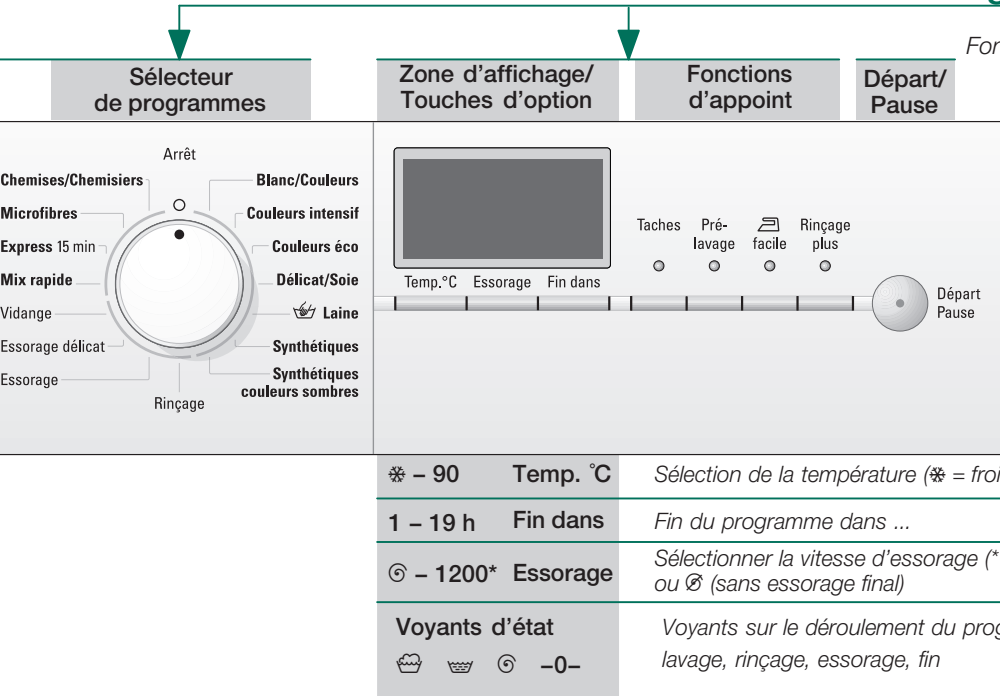 For
Sélecteur
de programmes
Zone d'affichage/
Touches d'option
Fonctions
d'appoint
Départ/
Pause
Arrêt
Chemises/Chemisiers
Microfibres
Express 15 min
Mix rapide
Vidange
Essorage délicat
Essorage
Rinçage
Blanc/Couleurs
Couleurs intensif
Couleurs éco
Délicat/Soie
Laine
Synthétiques
Synthétiques
couleurs sombres
Temp.°C Essorage Fin dans
Taches
Pré-
lavage
facile
Rinçage
plus
Départ
Pause
– 90 Temp. °C Sélection de la température ( = froi
1 – 19 h Fin dans Fin du programme dans ...
– 1200* Essorage Sélectionner la vitesse d'essorage (*
ou (sans essorage final)
Voyants d'état Voyants sur le déroulement du prog
–0– lavage, rinçage, essorage, fin